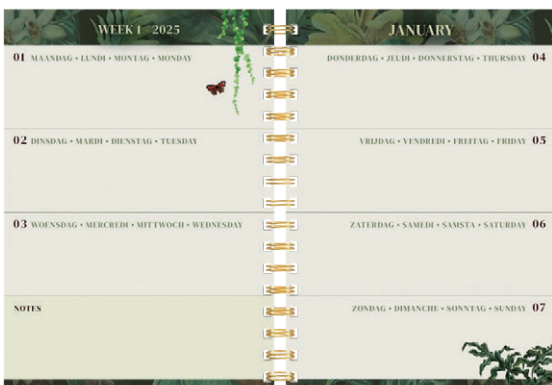 WEEK 1 2025
01 MAANDAG • LUNDI • MONTAG • MONDAY
02 DINSDAG • MARDI • DIENSTAG • TUESDAY
03 WOENSDAG • MERCREDI • MITTWOCH • WEDNESDAY
NOTES
JANUARY
DONDERDAG • JEUDI • DONNERSTAG • THURSDAY 04
VRIJDAG • VENDREDI • FREITAG • FRIDAY 05
ZATERDAG • SAMEDI • SAMSTA • SATURDAY 06
ZONDAG • DIMANCHE • SONNTAG • SUNDAY 07